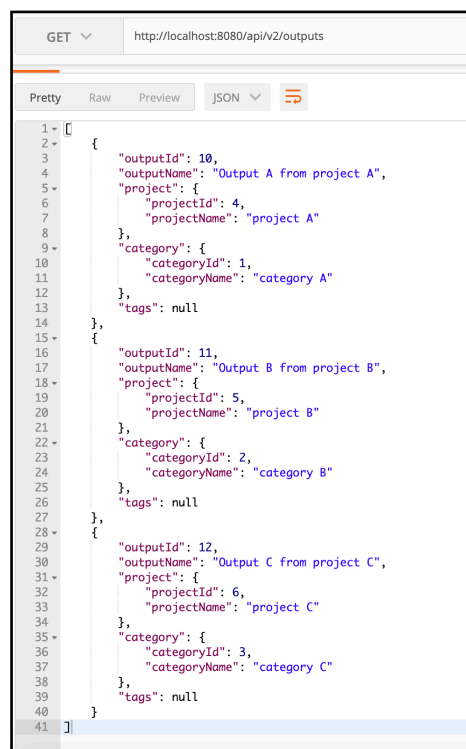 GET http://localhost:8080/api/v2/outputs
Pretty Raw Preview JSON
1 [
2 {
3 "outputId": 10,
4 "outputName": "Output A from project A",
5 "project": {
6 "projectId": 4,
7 "projectName": "project A"
8 },
9 "category": {
10 "categoryId": 1,
11 "categoryName": "category A"
12 },
13 "tags": null
14 },
15 {
16 "outputId": 11,
17 "outputName": "Output B from project B",
18 "project": {
19 "projectId": 5,
20 "projectName": "project B"
21 },
22 "category": {
23 "categoryId": 2,
24 "categoryName": "category B"
25 },
26 "tags": null
27 },
28 {
29 "outputId": 12,
30 "outputName": "Output C from project C",
31 "project": {
32 "projectId": 6,
33 "projectName": "project C"
34 },
35 "category": {
36 "categoryId": 3,
37 "categoryName": "category C"
38 },
39 "tags": null
40 }
41 ]